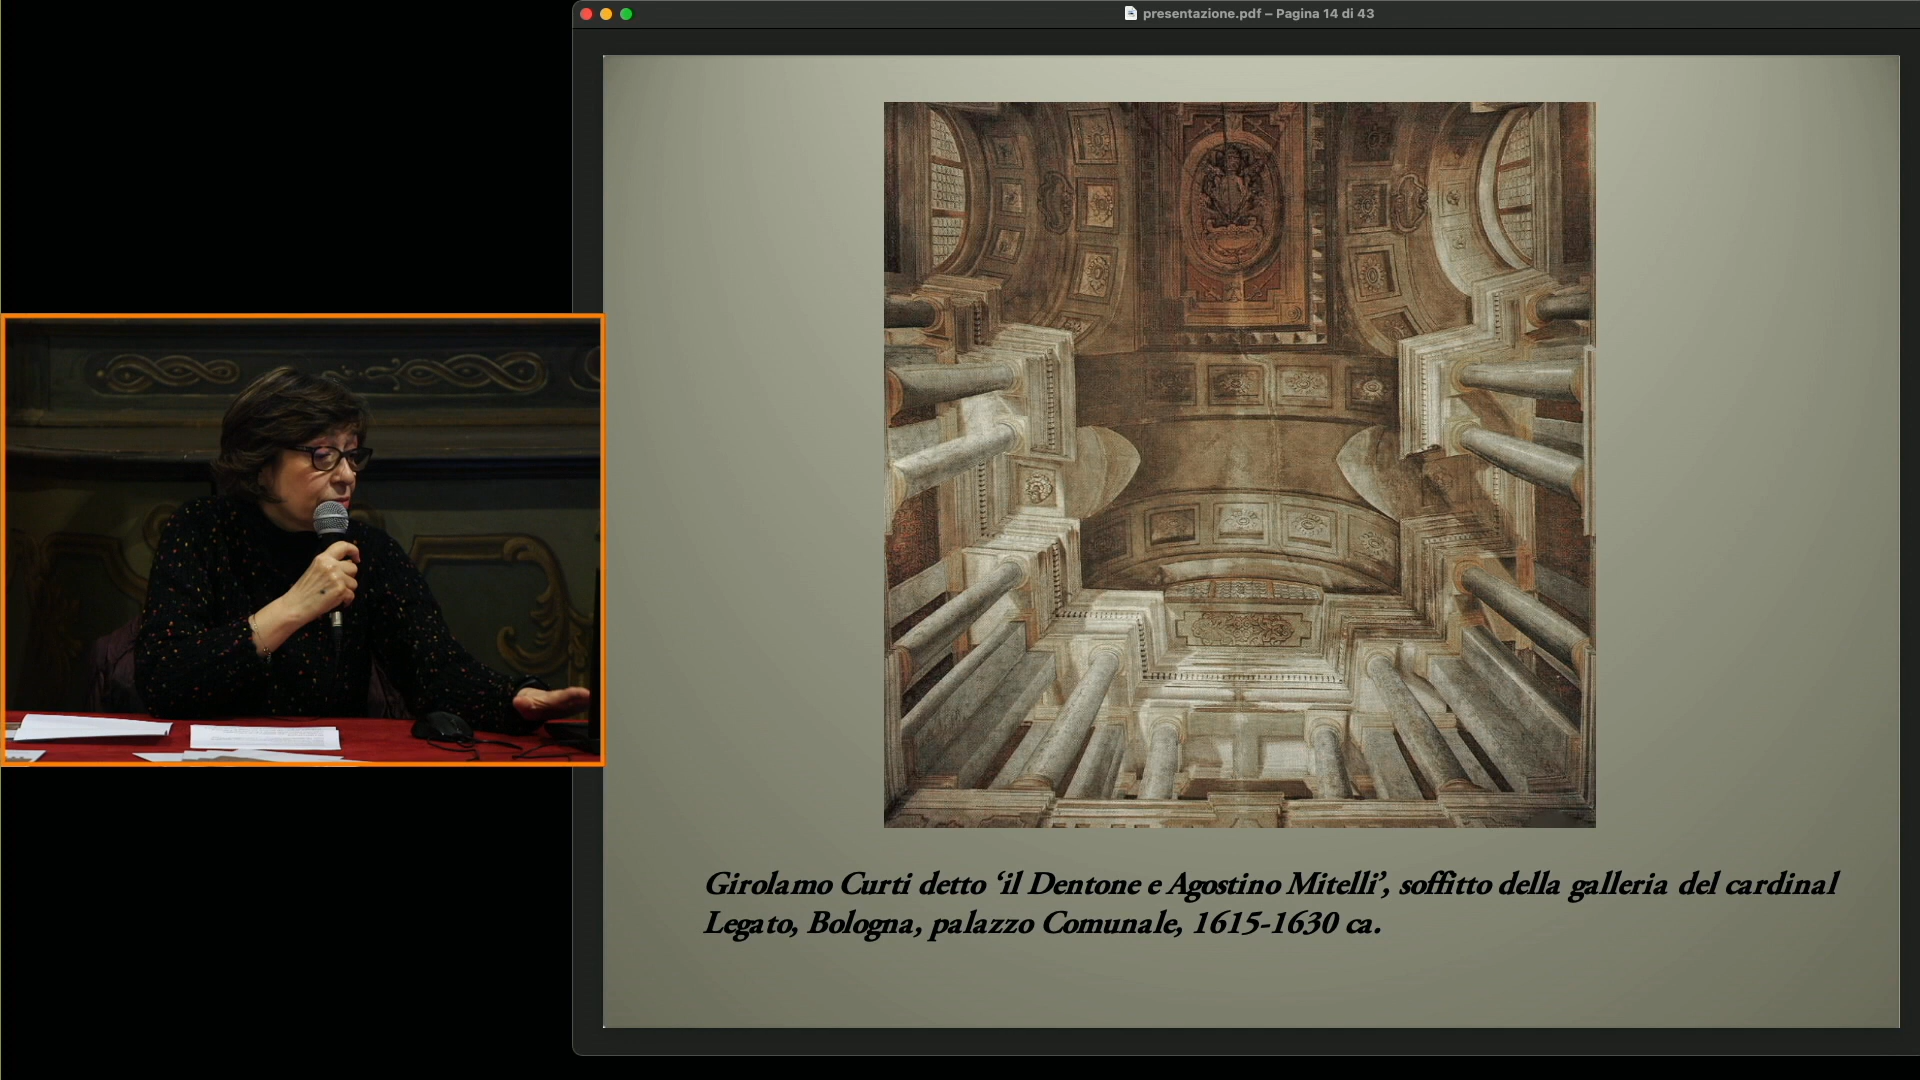 presentazione.pdf – Pagina 14 di 43
Girolamo Curti detto ‘il Dentone e Agostino Mitelli’, soffitto della galleria del cardinal
Legato, Bologna, palazzo Comunale, 1615-1630 ca.